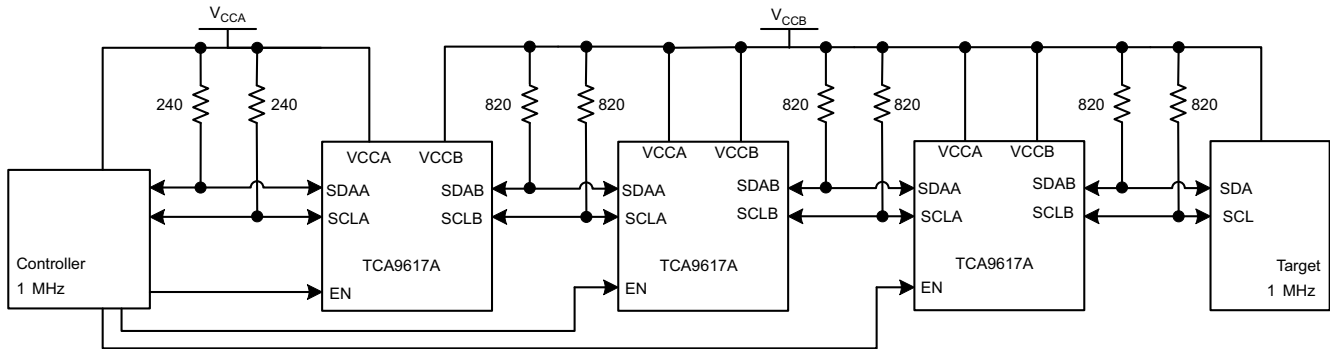 VCCA
VCCB
240
240
820
820
820
820
820
820
VCCA
VCCB
VCCA
VCCB
VCCA
VCCB
SDAA
SDAB
SDAA
SDAB
SDAA
SDAB
SDA
SCLA
SCLB
SCLA
SCLB
SCLA
SCLB
SCL
Controller
1 MHz
TCA9617A
TCA9617A
TCA9617A
Target
1 MHz
EN
EN
EN